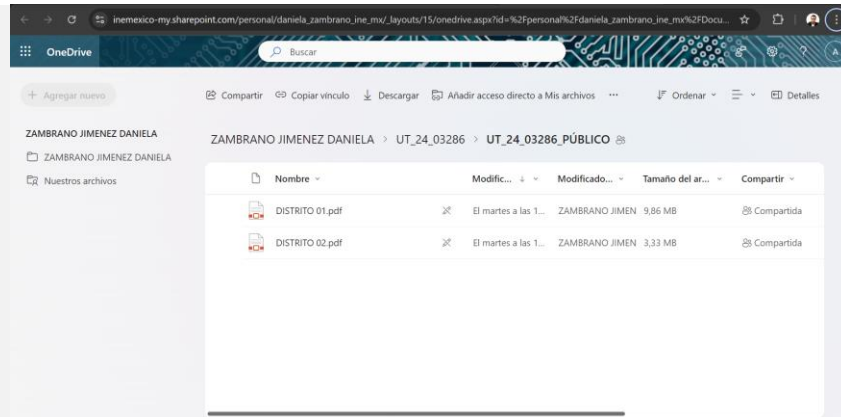 inemexico-my.sharepoint.com/personal/daniela_zambrano_ine_mx/_layouts/15/onedrive.aspx?id=%2Fpersonal%2Fdaniela_zambrano_ine_mx%2FDocu...
OneDrive
Buscar
A
+ Agregar nuevo
Compartir Copiar vínculo Descargar Añadir acceso directo a Mis archivos ... Ordenar Detalles
ZAMBRANO JIMENEZ DANIELA
ZAMBRANO JIMENEZ DANIELA
Nuestros archivos
ZAMBRANO JIMENEZ DANIELA > UT_24_03286 > UT_24_03286_PÚBLICO
Nombre Modific... Modificado... Tamaño del ar... Compartir
DISTRITO 01.pdf El martes a las 1... ZAMBRANO JIMEN 9,86 MB Compartida
DISTRITO 02.pdf El martes a las 1... ZAMBRANO JIMEN 3,33 MB Compartida